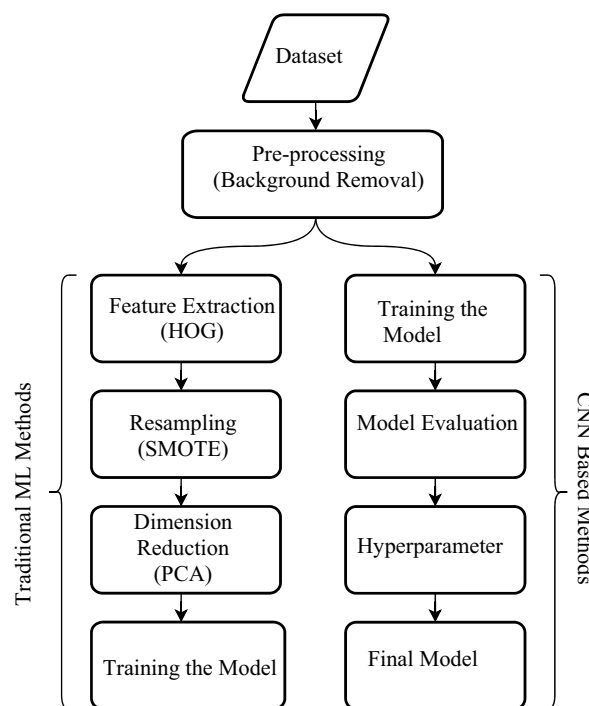 Dataset
Pre-processing
(Background Removal)
Traditional ML Methods
Feature Extraction
(HOG)
Resampling
(SMOTE)
Dimension
Reduction
(PCA)
Training the Model
Training the
Model
Model Evaluation
Hyperparameter
Final Model
CNN Based Methods